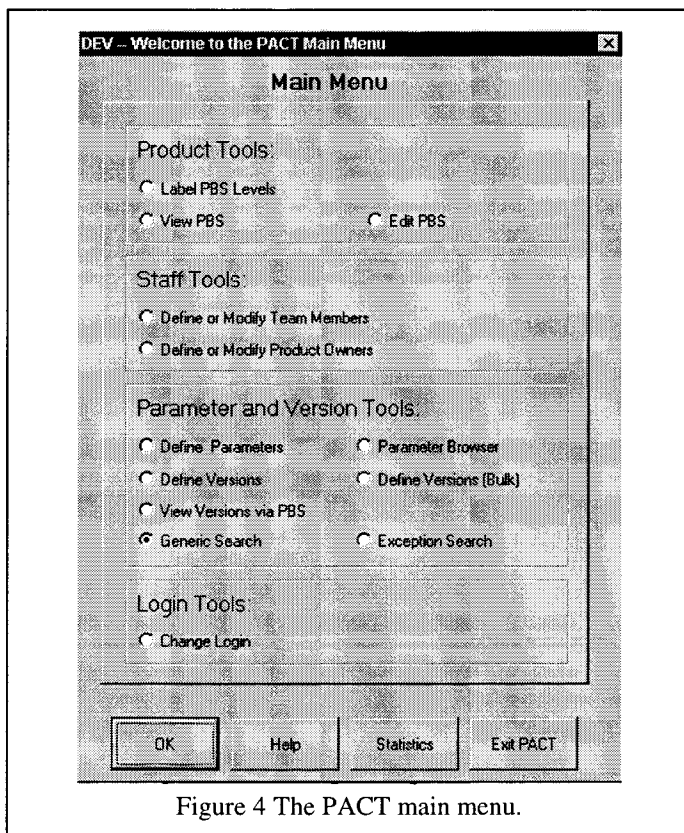 DEV -- Welcome to the PACT Main Menu
Main Menu
Product Tools:
Label PBS Levels
View PBS
Edit PBS
Staff Tools:
Define or Modify Team Members
Define or Modify Product Owners
Parameter and Version Tools:
Define Parameters
Parameter Browser
Define Versions
Define Versions (Bulk)
View Versions via PBS
Generic Search
Exception Search
Login Tools:
Change Login
OK
Help
Statistics
Exit PACT
Figure 4 The PACT main menu.